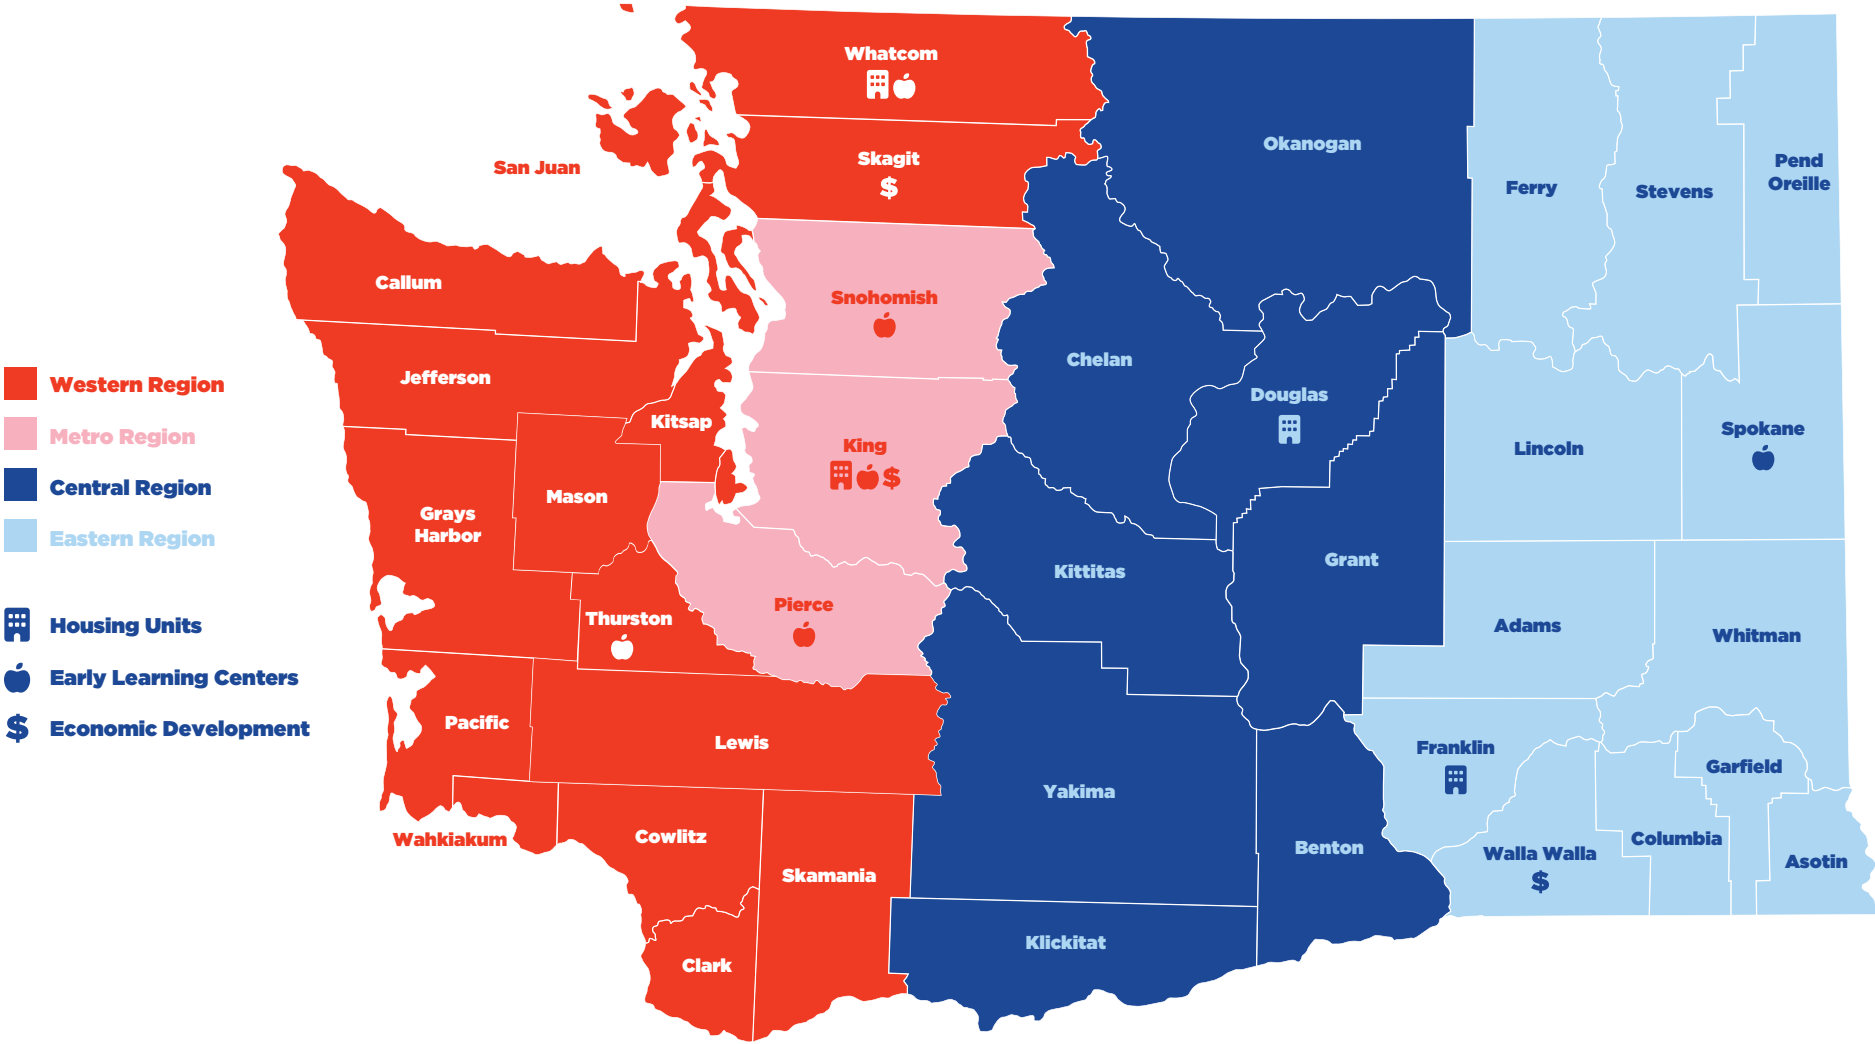 Whatcom
Okanogan
Skagit
$
San Juan
Pend
Oreille
Ferry
Stevens
Callum
Snohomish
Chelan
Jefferson
Douglas
Western Region
Kitsap
Metro Region
King
$
Lincoln
Spokane
Central Region
Mason
Grays
Harbor
Eastern Region
Grant
Kittitas
Pierce
Thurston
Housing Units
Adams
Whitman
Early Learning Centers
Pacific
$ Economic Development
Lewis
Franklin
Garfield
Yakima
Wahkiakum
Cowlitz
Benton
Walla Walla
$
Columbia
Asotin
Skamania
Klickitat
Clark